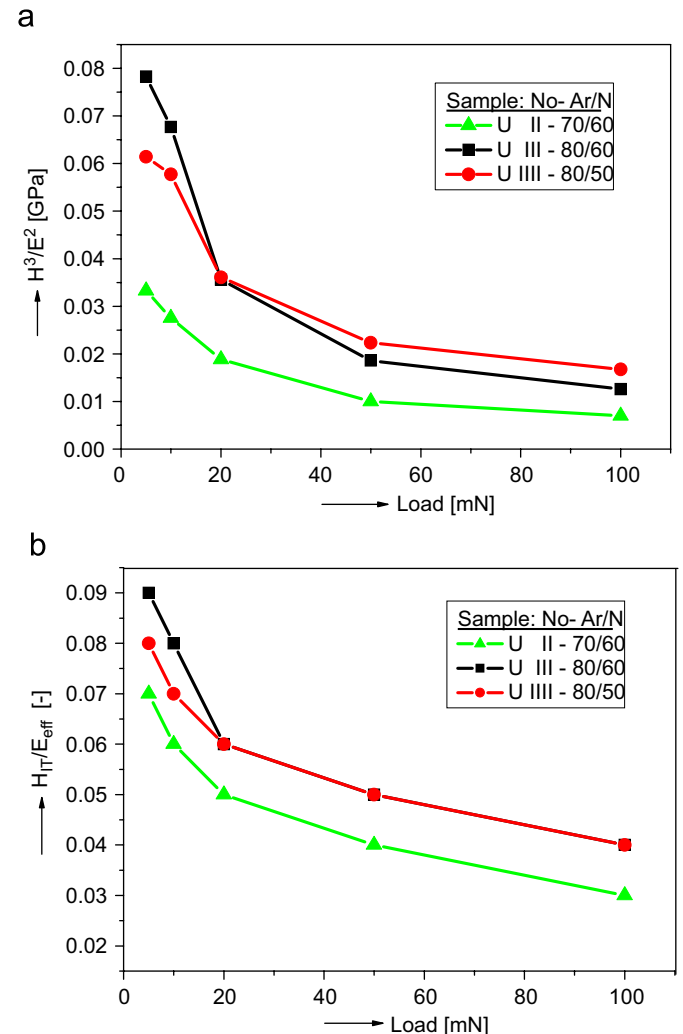 a
H³/E² [GPa]
0.08
0.07
0.06
0.05
0.04
0.03
0.02
0.01
0.00
Sample: No- Ar/N
U II - 70/60
U III - 80/60
U IIII - 80/50
0 20 40 60 80 100
Load [mN]
b
H_IT/E_eff [-]
0.09
0.08
0.07
0.06
0.05
0.04
0.03
0.02
Sample: No- Ar/N
U II - 70/60
U III - 80/60
U IIII - 80/50
0 20 40 60 80 100
Load [mN]